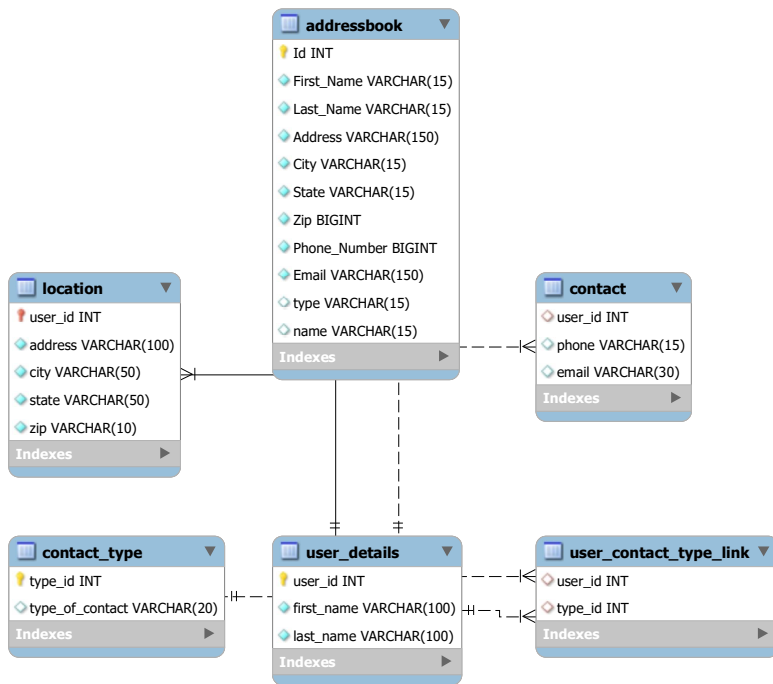 addressbook
Id INT
First_Name VARCHAR(15)
Last_Name VARCHAR(15)
Address VARCHAR(150)
City VARCHAR(15)
State VARCHAR(15)
Zip BIGINT
Phone_Number BIGINT
Email VARCHAR(150)
type VARCHAR(15)
name VARCHAR(15)
Indexes
location
user_id INT
address VARCHAR(100)
city VARCHAR(50)
state VARCHAR(50)
zip VARCHAR(10)
Indexes
contact
user_id INT
phone VARCHAR(15)
email VARCHAR(30)
Indexes
contact_type
type_id INT
type_of_contact VARCHAR(20)
Indexes
user_details
user_id INT
first_name VARCHAR(100)
last_name VARCHAR(100)
Indexes
user_contact_type_link
user_id INT
type_id INT
Indexes